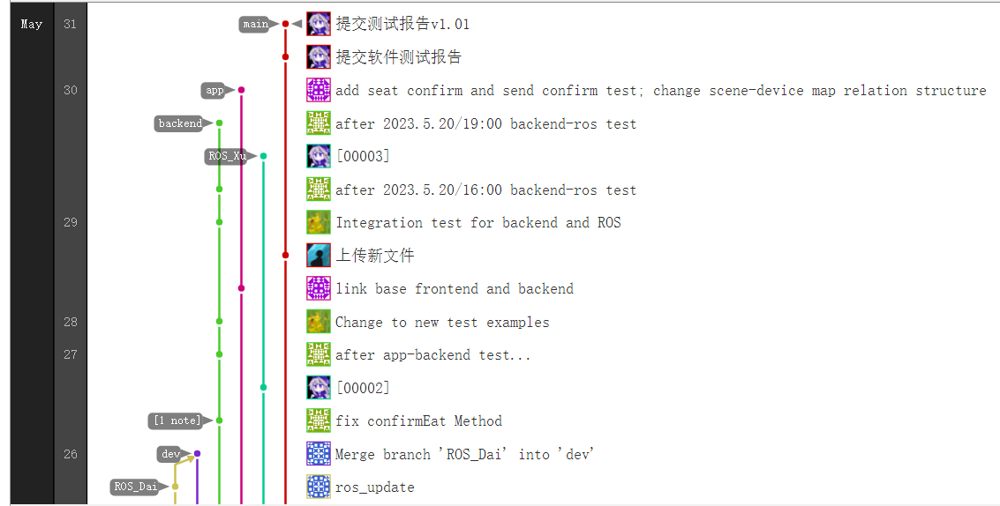 May 31 main 提交测试报告v1.01
提交软件测试报告
30 app add seat confirm and send confirm test; change scene-device map relation structure
backend after 2023.5.20/19:00 backend-ros test
ROS_Xu [00003]
after 2023.5.20/16:00 backend-ros test
29 Integration test for backend and ROS
上传新文件
link base frontend and backend
28 Change to new test examples
27 after app-backend test...
[00002]
[1 note] fix confirmEat Method
26 dev Merge branch 'ROS_Dai' into 'dev'
ROS_Dai ros_update